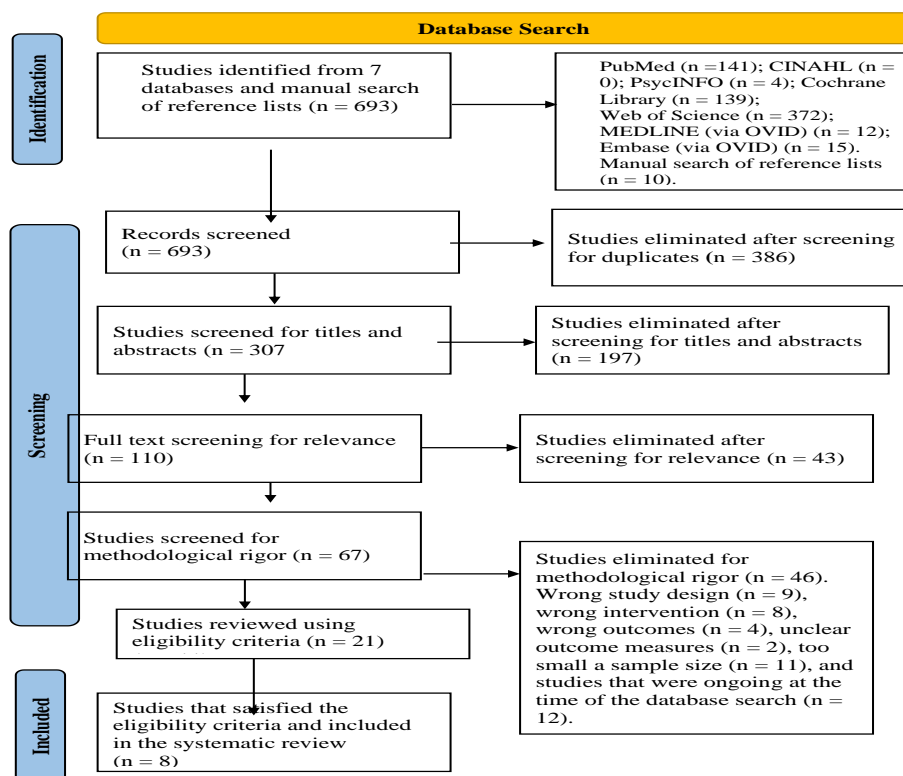 Database Search
Identification
Studies identified from 7
databases and manual search
of reference lists (n = 693)
PubMed (n =141); CINAHL (n =
0); PsycINFO (n = 4); Cochrane
Library (n = 139);
Web of Science (n = 372);
MEDLINE (via OVID) (n = 12);
Embase (via OVID) (n = 15).
Manual search of reference lists
(n = 10).
Screening
Records screened
(n = 693)
Studies eliminated after screening
for duplicates (n = 386)
Studies screened for titles and
abstracts (n = 307
Studies eliminated after
screening for titles and abstracts
(n = 197)
Full text screening for relevance
(n = 110)
Studies eliminated after
screening for relevance (n = 43)
Studies screened for
methodological rigor (n = 67)
Studies eliminated for
methodological rigor (n = 46).
Wrong study design (n = 9),
wrong intervention (n = 8),
wrong outcomes (n = 4), unclear
outcome measures (n = 2), too
small a sample size (n = 11), and
studies that were ongoing at the
time of the database search (n =
12).
Studies reviewed using
eligibility criteria (n = 21)
Included
Studies that satisfied the
eligibility criteria and included
in the systematic review
(n = 8)